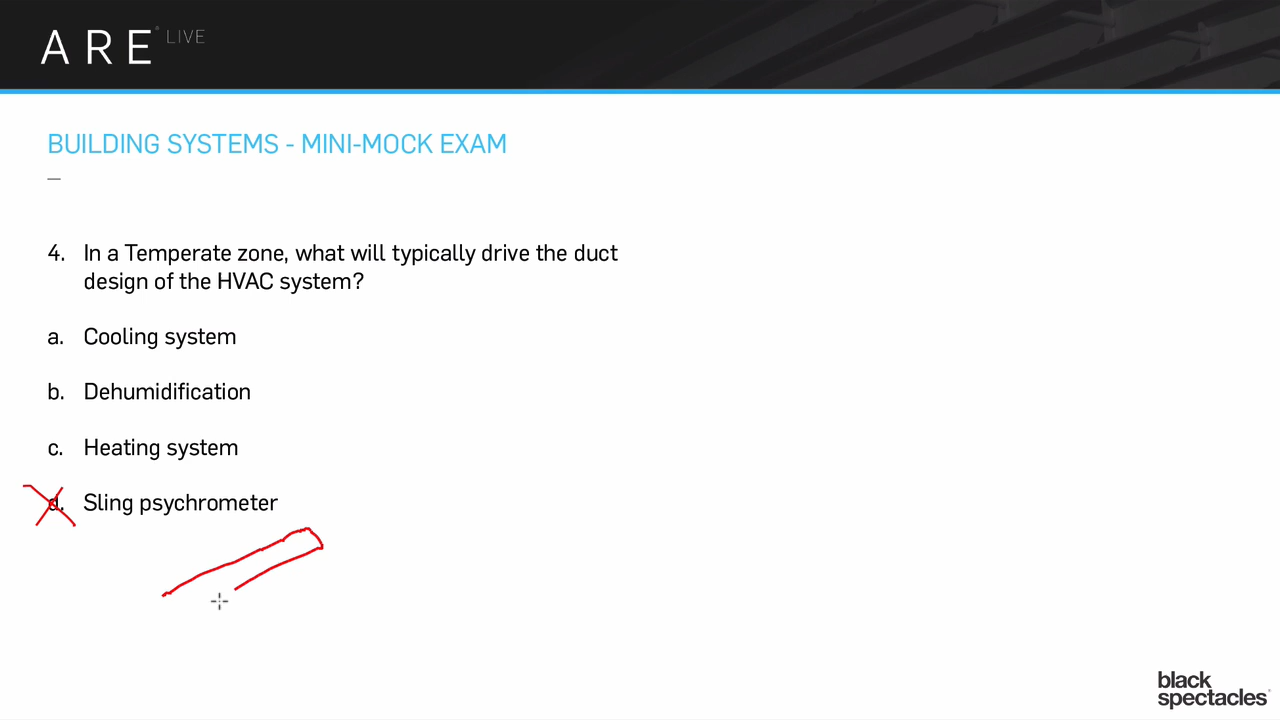 ARE® LIVE
BUILDING SYSTEMS - MINI-MOCK EXAM
4. In a Temperate zone, what will typically drive the duct
design of the HVAC system?
a. Cooling system
b. Dehumidification
c. Heating system
d. Sling psychrometer
black
spectacles®